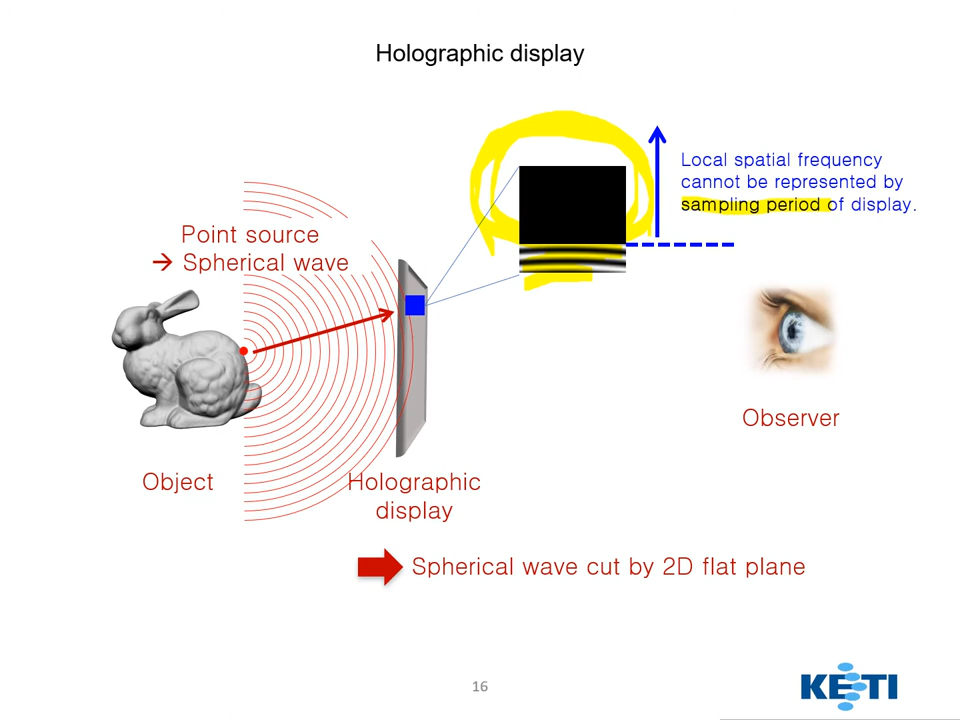 Holographic display
Local spatial frequency
cannot be represented by
sampling period of display.
Point source
→ Spherical wave
Observer
Object
Holographic
display
Spherical wave cut by 2D flat plane
16
KETI